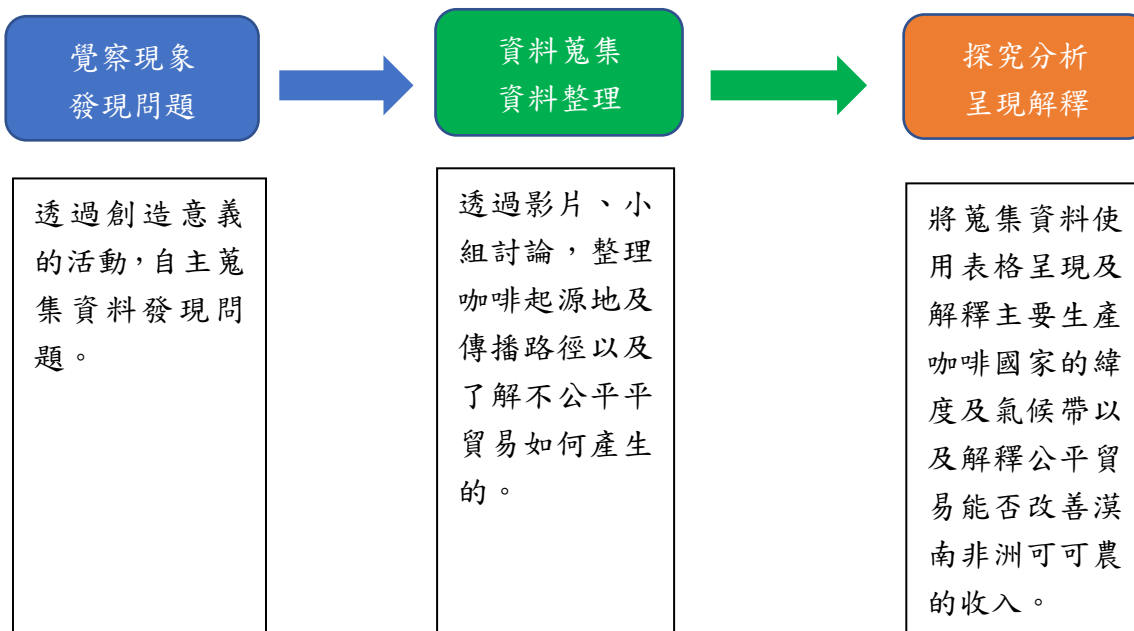 覺察現象
發現問題
資料蒐集
資料整理
探究分析
呈現解釋
透過創造意義
的活動，自主蒐
集資料發現問
題。
透過影片、小
組討論，整理
咖啡起源地及
傳播路徑以及
了解不公平平
貿易如何產生
的。
將蒐集資料使
用表格呈現及
解釋主要生產
咖啡國家的緯
度及氣候帶以
及解釋公平貿
易能否改善漠
南非洲可可農
的收入。